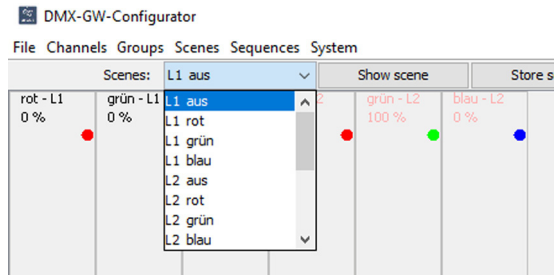 DMX-GW-Configurator
File Channels Groups Scenes Sequences System
Scenes: L1 aus Show scene Store s
rot - L1 grün - L1 2 grün - L2 blau - L2
0 % 0 % 100 % 0 %
L1 aus
L1 rot
L1 grün
L1 blau
L2 aus
L2 rot
L2 grün
L2 blau